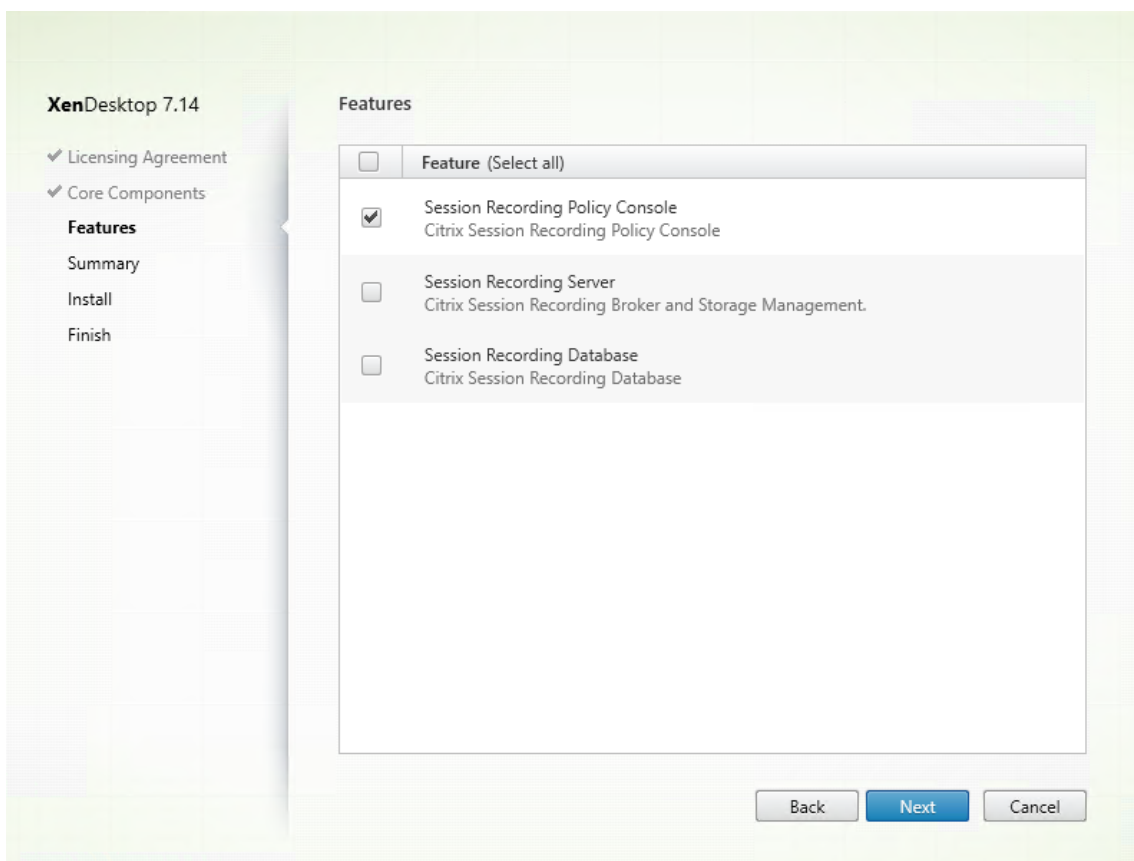 XenDesktop 7.14
Licensing Agreement
Core Components
Features
Summary
Install
Finish
Features
Feature (Select all)
Session Recording Policy Console
Citrix Session Recording Policy Console
Session Recording Server
Citrix Session Recording Broker and Storage Management.
Session Recording Database
Citrix Session Recording Database
Back Next Cancel